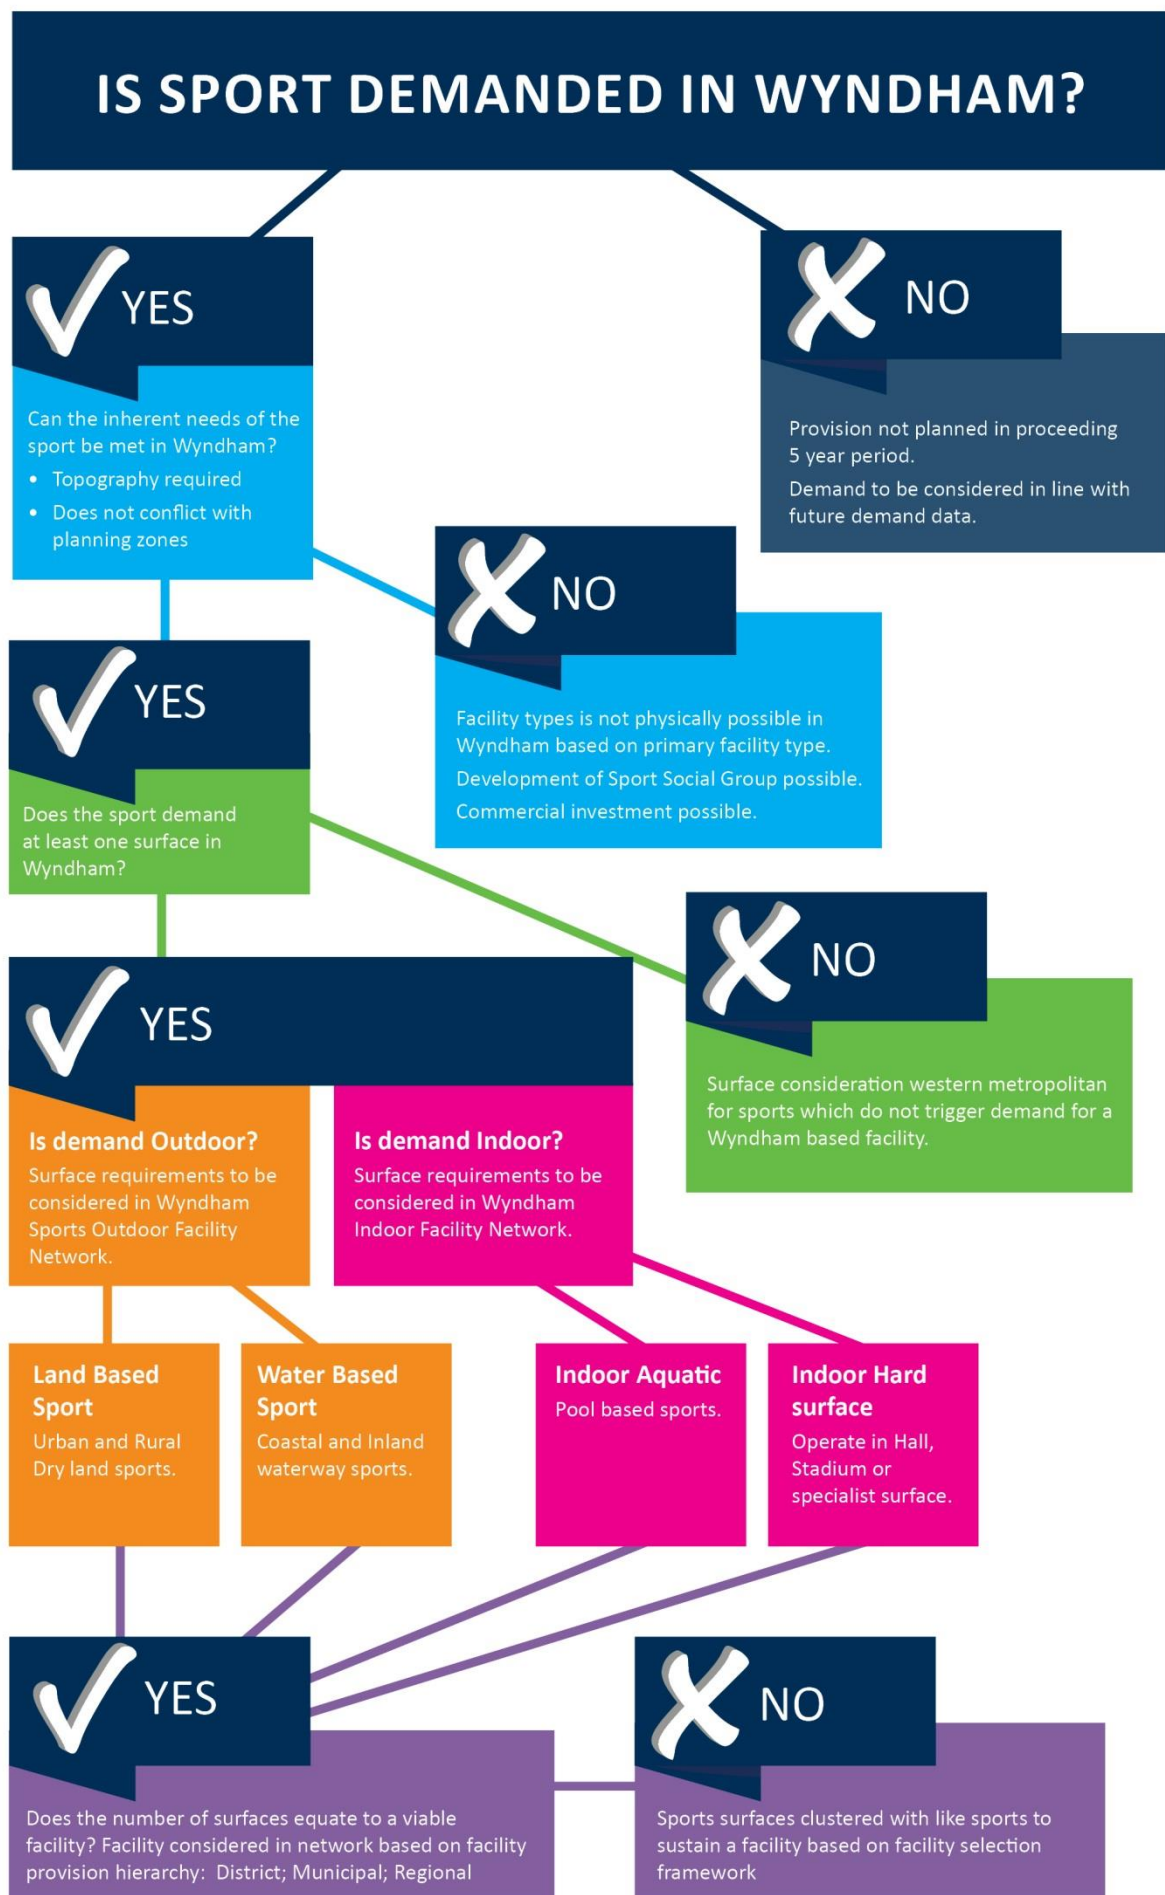 IS SPORT DEMANDED IN WYNDHAM?
YES
NO
Can the inherent needs of the
sport be met in Wyndham?
• Topography required
• Does not conflict with
planning zones
Provision not planned in proceeding
5 year period.
Demand to be considered in line with
future demand data.
NO
Facility types is not physically possible in
Wyndham based on primary facility type.
Development of Sport Social Group possible.
Commercial investment possible.
YES
Does the sport demand
at least one surface in
Wyndham?
NO
Surface consideration western metropolitan
for sports which do not trigger demand for a
Wyndham based facility.
YES
Is demand Outdoor?
Surface requirements to be
considered in Wyndham
Sports Outdoor Facility
Network.
Is demand Indoor?
Surface requirements to be
considered in Wyndham
Indoor Facility Network.
Land Based
Sport
Urban and Rural
Dry land sports.
Water Based
Sport
Coastal and Inland
waterway sports.
Indoor Aquatic
Pool based sports.
Indoor Hard
surface
Operate in Hall,
Stadium or
specialist surface.
YES
Does the number of surfaces equate to a viable
facility? Facility considered in network based on facility
provision hierarchy: District; Municipal; Regional
NO
Sports surfaces clustered with like sports to
sustain a facility based on facility selection
framework